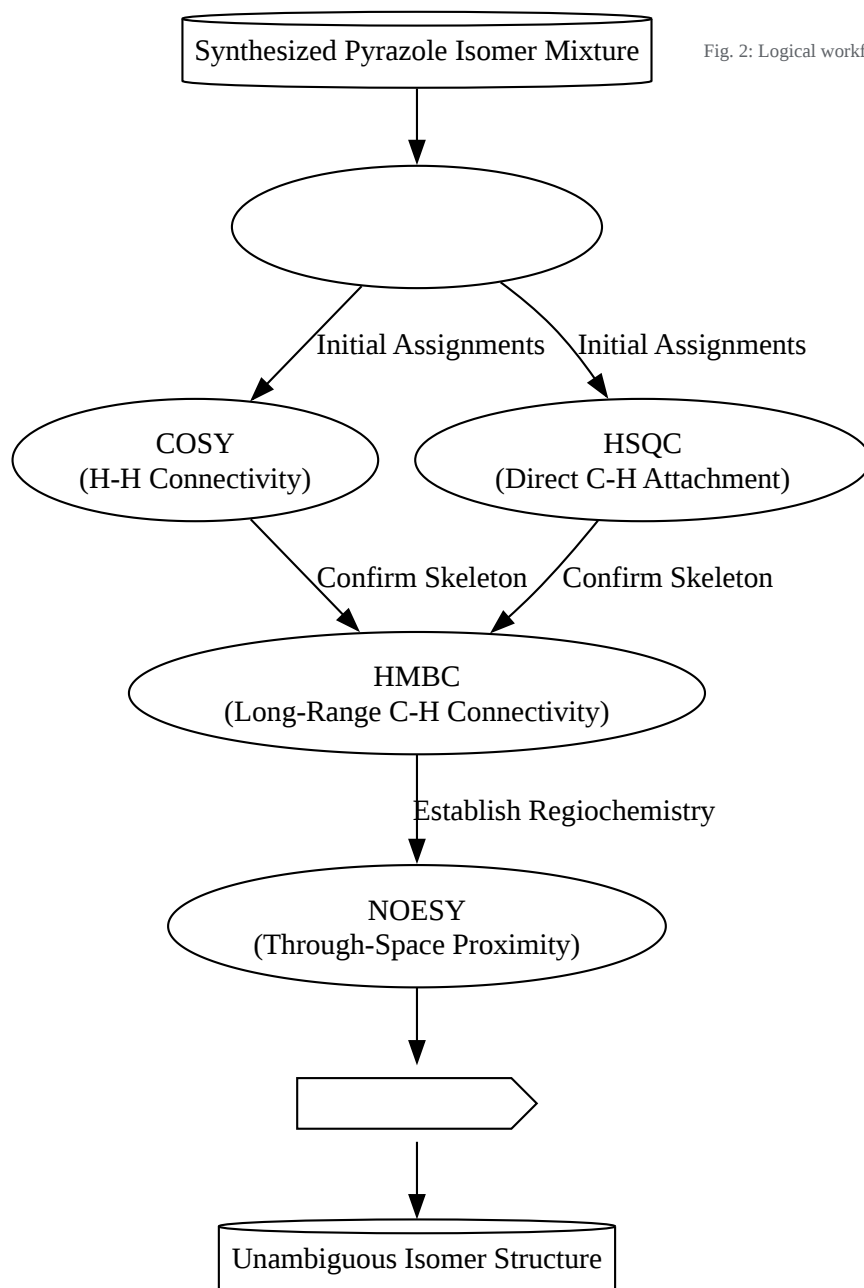 Synthesized Pyrazole Isomer Mixture
Fig. 2: Logical
Initial Assignments
Initial Assignments
COSY
(H-H Connectivity)
HSQC
(Direct C-H Attachment)
Confirm Skeleton
Confirm Skeleton
HMBC
(Long-Range C-H Connectivity)
Establish Regiochemistry
NOESY
(Through-Space Proximity)
Unambiguous Isomer Structure